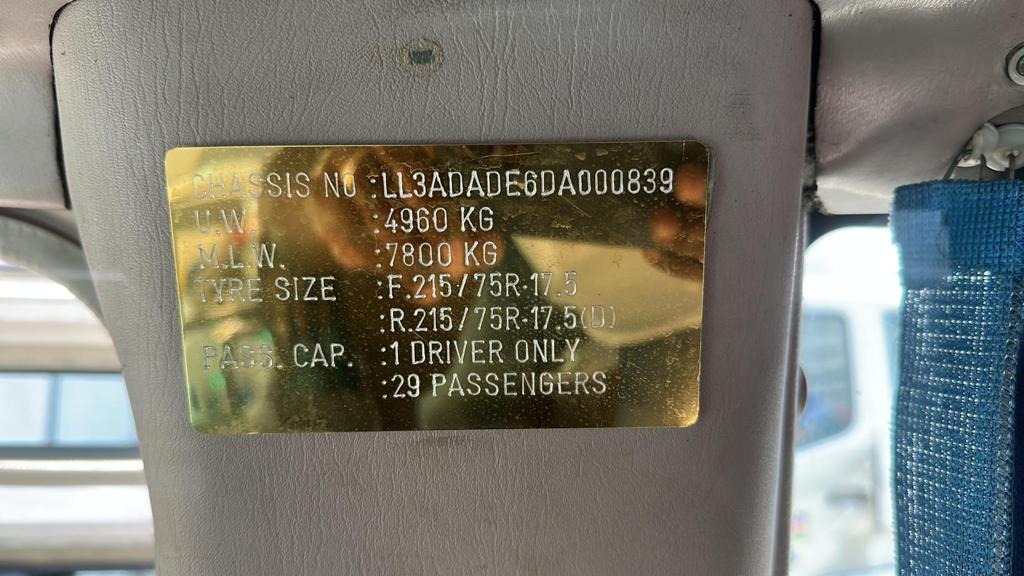 CHASSIS NO :LL3ADADE6DA000839
U.W. :4960 KG
M.L.W. :7800 KG
TYRE SIZE :F.215/75R-17.5
:R.215/75R-17.5(D)
PASS. CAP. :1 DRIVER ONLY
:29 PASSENGERS